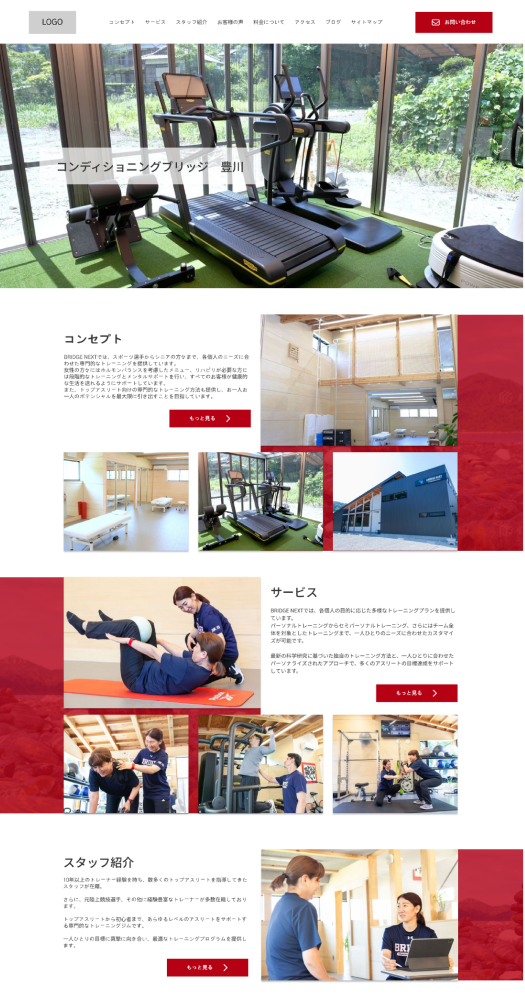 LOGO
コンセプト サービス スタッフ紹介 お客様の声 料金について アクセス ブログ サイトマップ
お問い合わせ
コンディショニングブリッジ 豊川
コンセプト
BRIDGE NEXTでは、スポーツ選手からシニアの方々まで、各個人のニーズに合
わせた専門的なトレーニングを提供しています。
女性の方々にはホルモンバランスを考慮したメニュー、リハビリが必要な方に
は段階的なトレーニングとメンタルサポートを行い、すべてのお客様が健康的
な生活を送れるようにサポートしています。
また、トップアスリート向けの専門的なトレーニング方法も提供し、お一人お
一人のポテンシャルを最大限に引き出すことを目指しています。
もっと見る
サービス
BRIDGE NEXTでは、各個人の目的に応じた多様なトレーニングプランを提供し
ています。
パーソナルトレーニングからセミパーソナルトレーニング、さらにはチーム全
体を対象としたトレーニングまで、一人ひとりのニーズに合わせたカスタマイ
ズが可能です。
最新の科学研究に基づいた独自のトレーニング方法と、一人ひとりに合わせた
パーソナライズされたアプローチで、多くのアスリートの目標達成をサポート
しています。
もっと見る
スタッフ紹介
10年以上のトレーナー経験を持ち、数多くのトップアスリートを指導してきた
スタッフが在籍。
さらに、元陸上競技選手、その他に経験豊富なトレーナーが多数在籍しており
ます。
トップアスリートから初心者まで、あらゆるレベルのアスリートをサポートす
る専門的なトレーニングジムです。
一人ひとりの目標に真摯に向き合い、最適なトレーニングプログラムを提供し
ます。
もっと見る